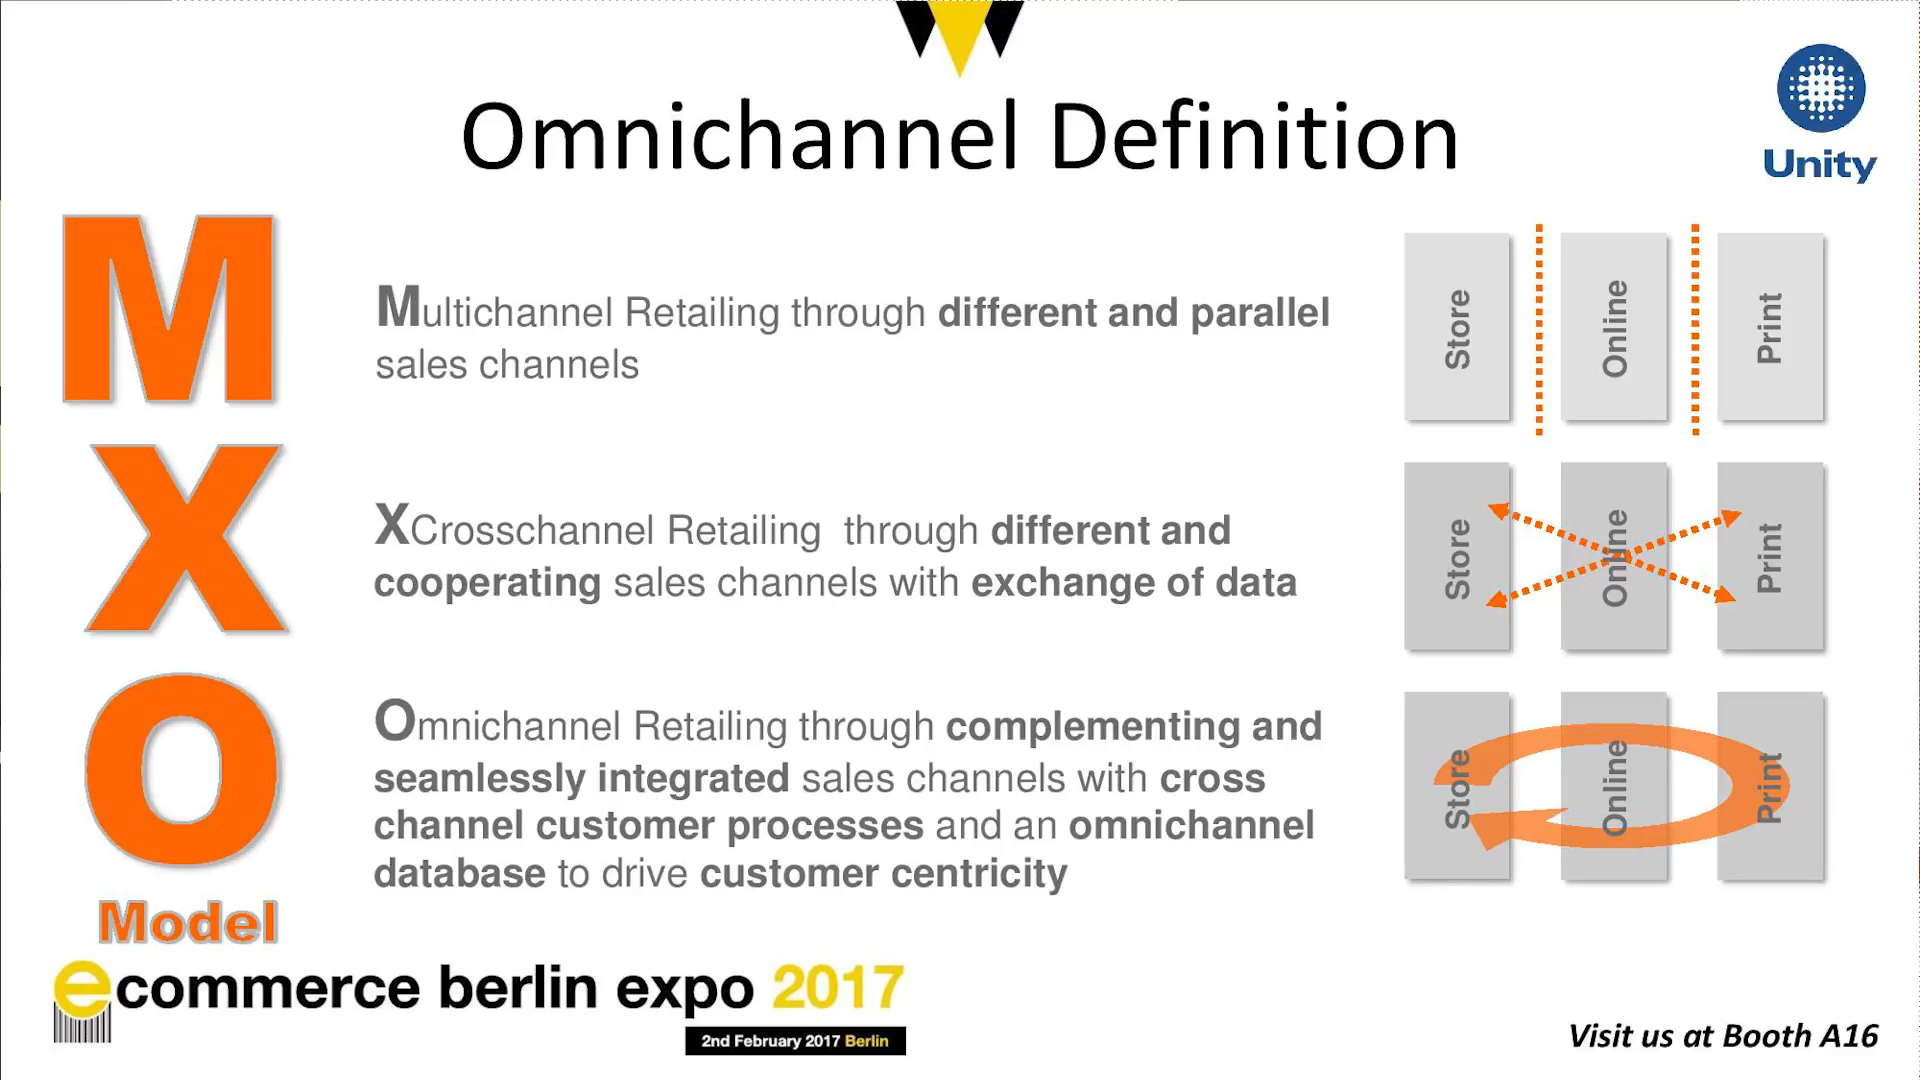 Omnichannel Definition
Unity
M
Multichannel Retailing through different and parallel
sales channels
Store
Online
Print
X
XCrosschannel Retailing through different and
cooperating sales channels with exchange of data
Store
Online
Print
O
Omnichannel Retailing through complementing and
seamlessly integrated sales channels with cross
channel customer processes and an omnichannel
database to drive customer centricity
Store
Online
Print
Model
ecommerce berlin expo 2017
2nd February 2017 Berlin
Visit us at Booth A16